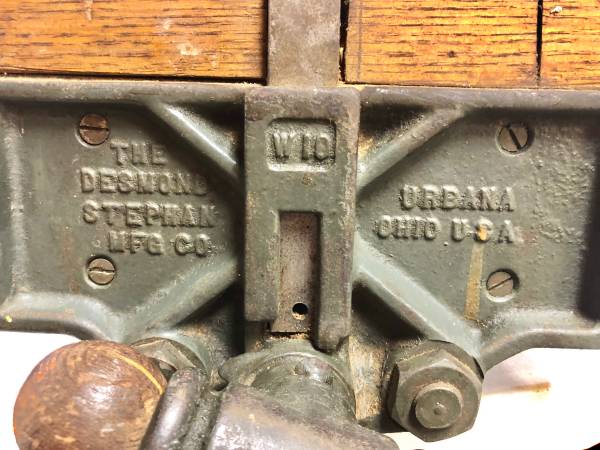 THE
DESMOND
STEPHAN
MFG CO
W10
URBANA
OHIO U·S·A